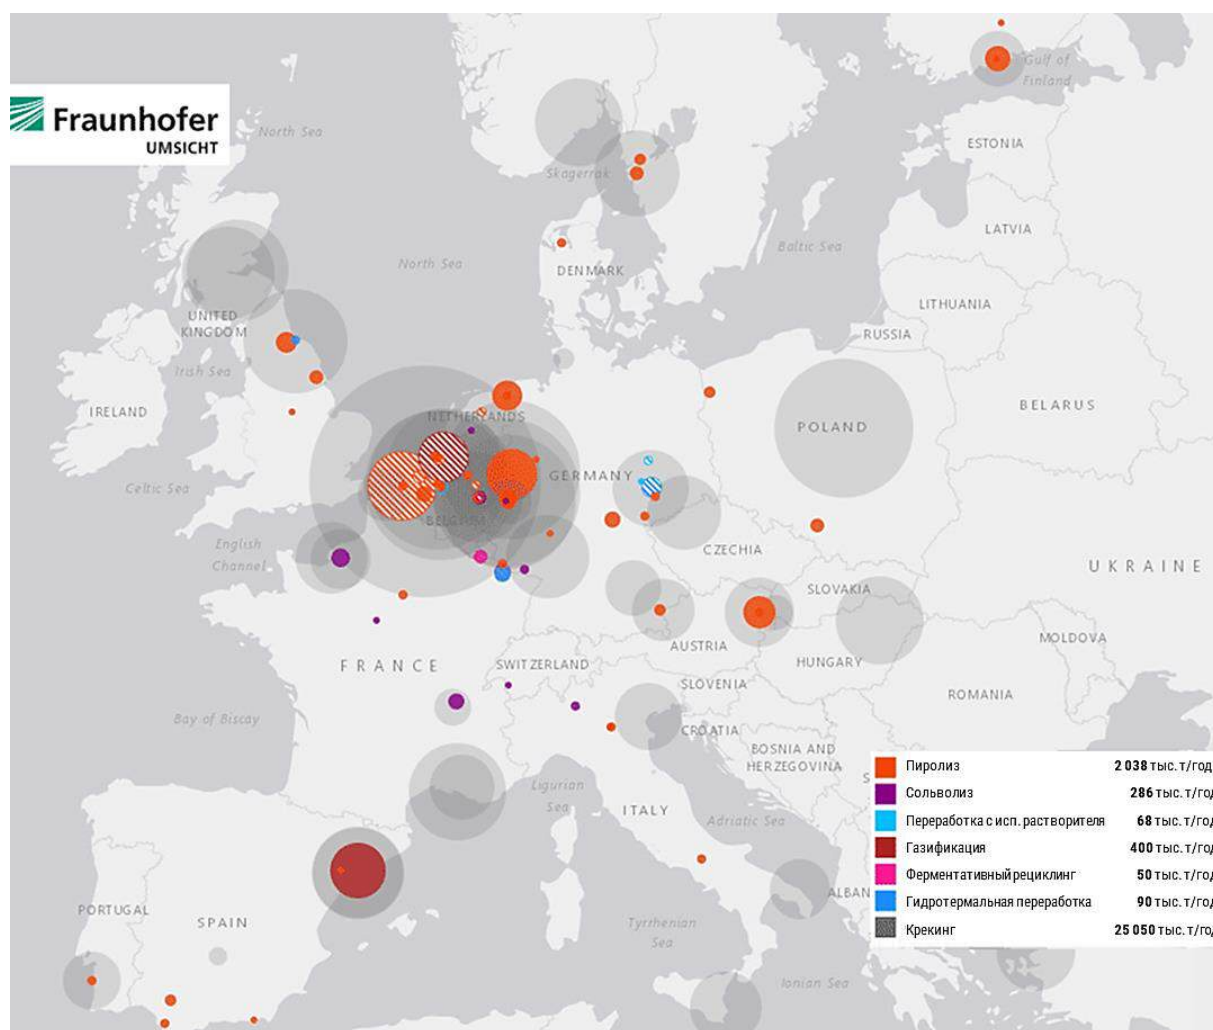 Gulf of
Finland
Fraunhofer
UMSICHT
North Sea
ESTONIA
Skagerrak
LATVIA
Baltic Sea
North Sea
DENMARK
LITHUANIA
UNITED
KINGDOM
RUSSIA
Irish Sea
IRELAND
NETHERLANDS
BELARUS
POLAND
GERMANY
Celtic Sea
BELGIUM
English
Channel
CZECHIA
UKRAINE
SLOVAKIA
MOLDOVA
AUSTRIA
FRANCE
SWITZERLAND
HUNGARY
SLOVENIA
ROMANIA
Bay of Biscay
CROATIA
BOSNIA AND
HERZEGOVINA
S
Ligurian
Sea
ITALY
Adriatic Sea
ALBAN
PORTUGAL
SPAIN
Tyrrhenian
Sea
Ionian Sea
Пиролиз 2 038 тыс. т/год
Сольволиз 286 тыс. т/год
Переработка с исп. растворителя 68 тыс. т/год
Газификация 400 тыс. т/год
Ферментативный рециклинг 50 тыс. т/год
Гидротермальная переработка 90 тыс. т/год
Крекинг 25 050 тыс. т/год